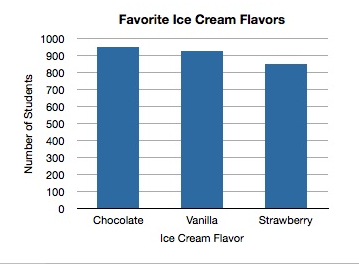 Favorite Ice Cream Flavors
1000
900
800
700
600
500
400
300
200
100
0
Number of Students
Chocolate Vanilla Strawberry
Ice Cream Flavor